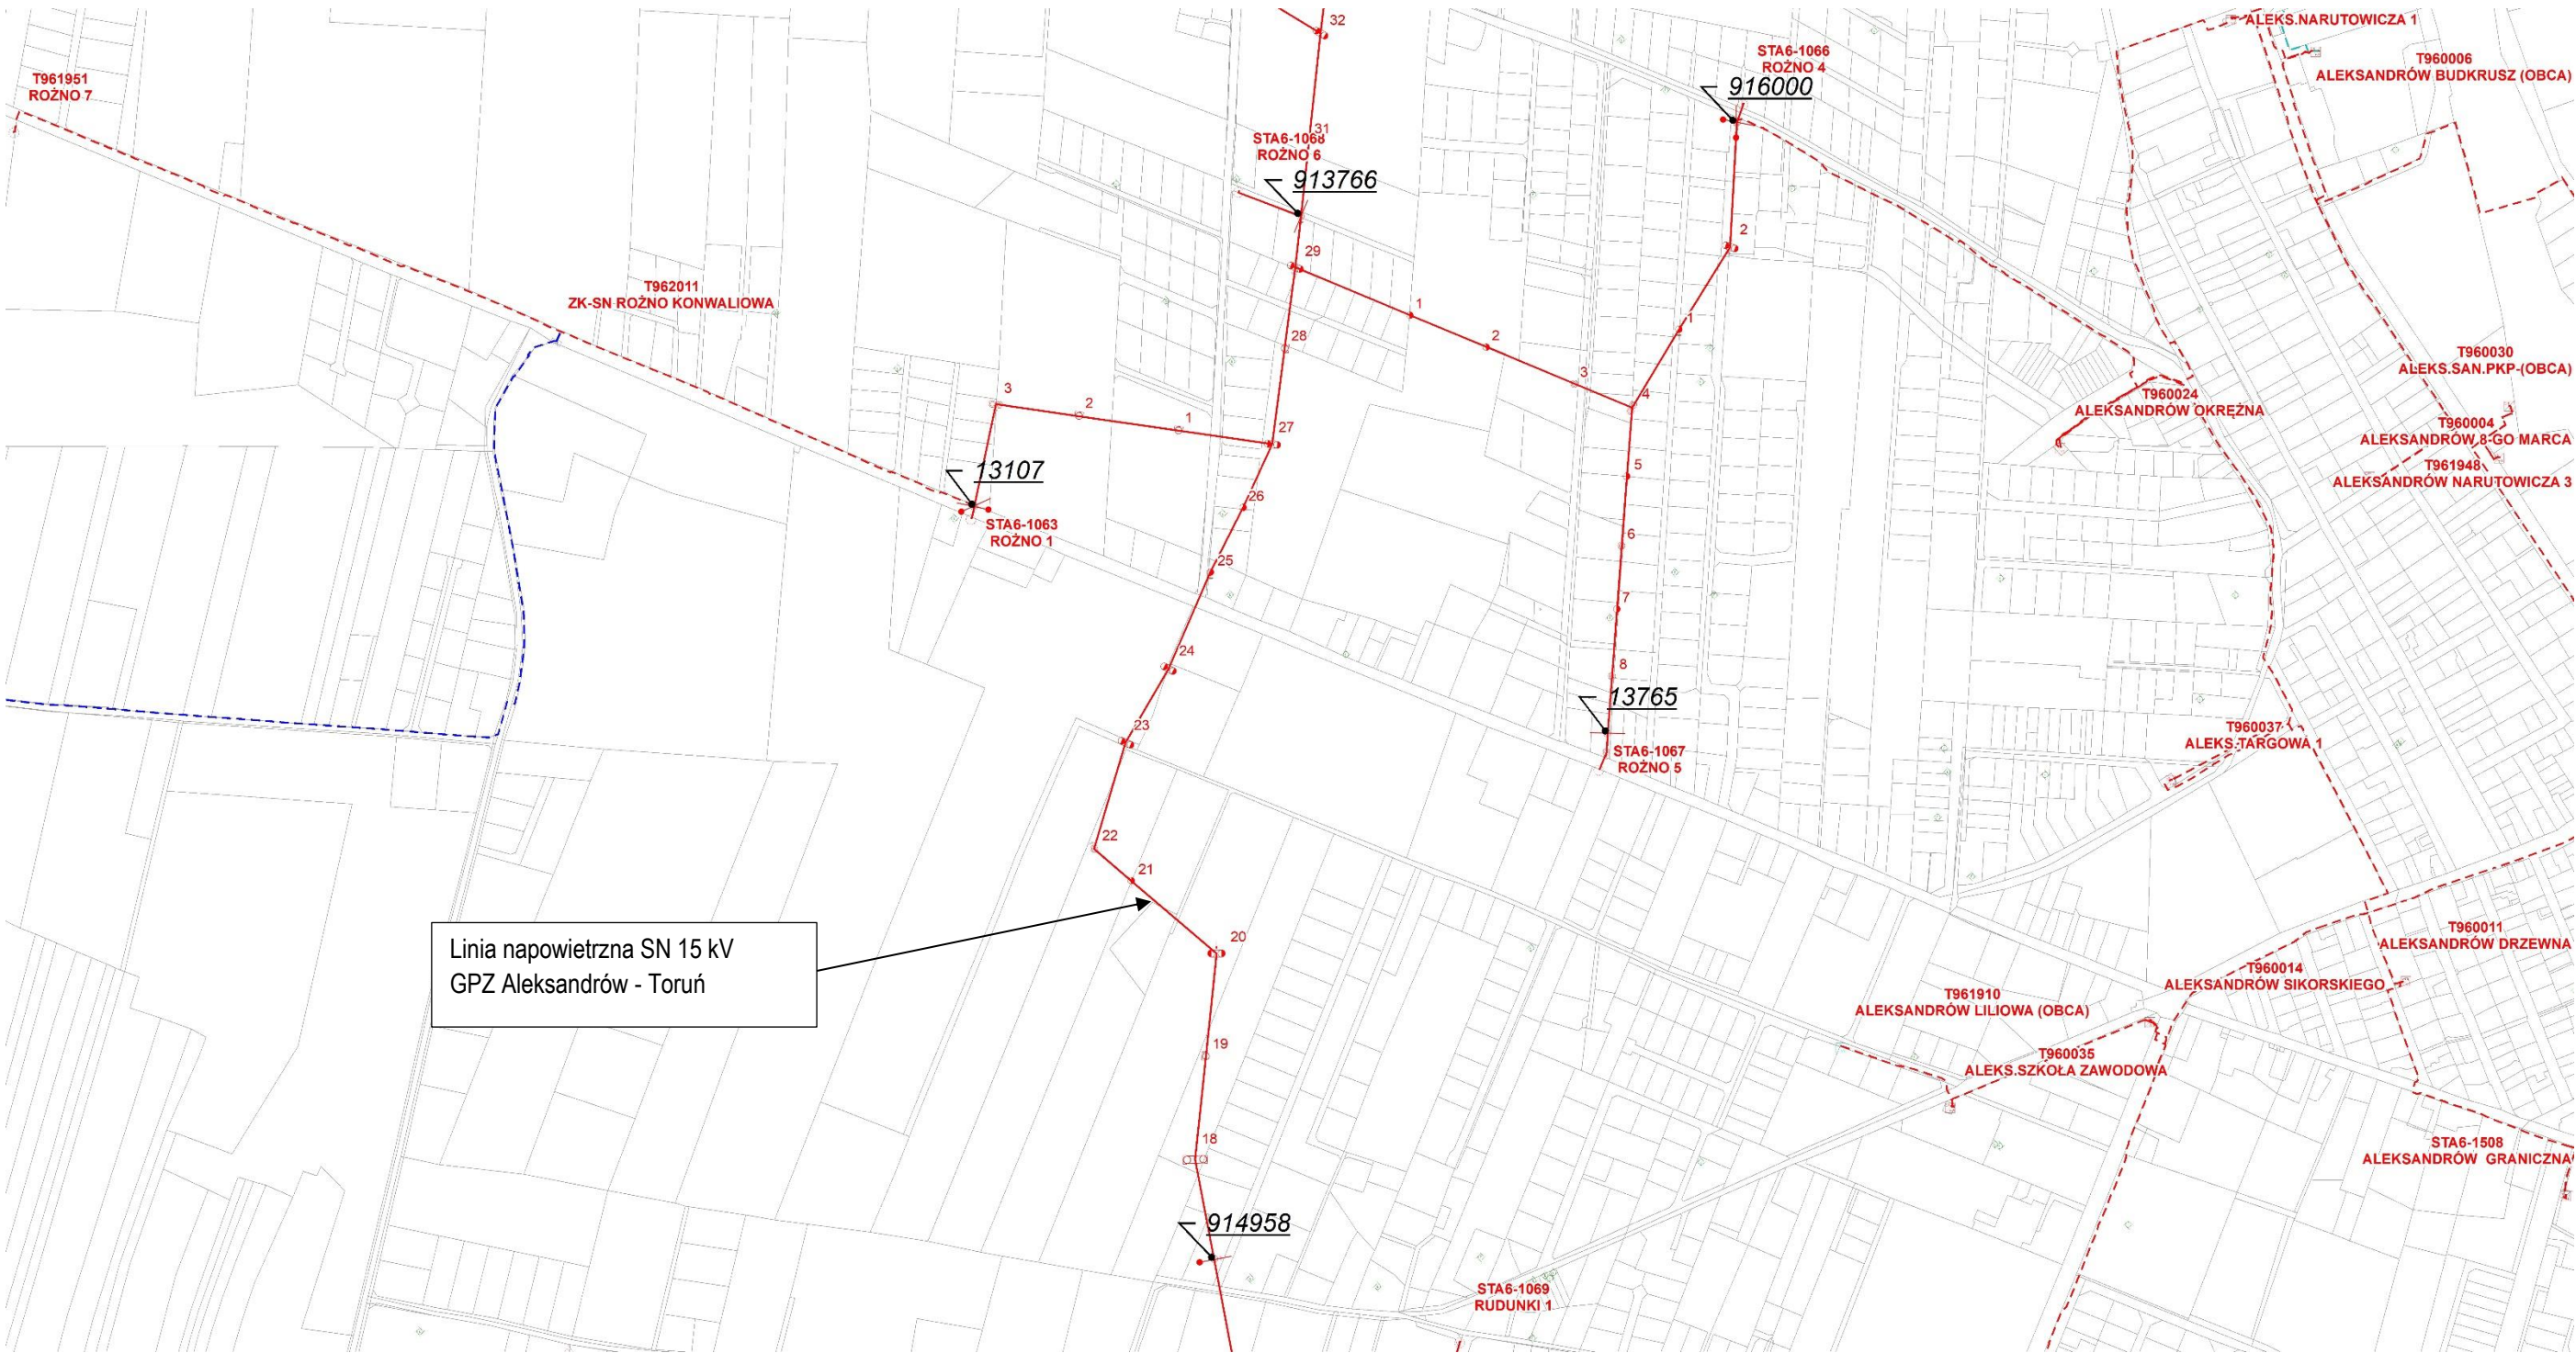 32
ALEKS.NARUTOWICZA 1
STA6-1066
ROŻNO 4
T960006
ALEKSANDRÓW BUDKRUSZ (OBCA)
T961951
ROŻNO 7
916000
31
STA6-1068
ROŻNO 6
913766
2
29
T962011
ZK-SN ROŻNO KONWALIOWA
1
1
28
2
T960030
ALEKS.SAN.PKP-(OBCA)
3
4
T960024
ALEKSANDRÓW OKRĘŻNA
3
2
1
27
T960004
ALEKSANDRÓW 8-GO MARCA
T961948
ALEKSANDRÓW NARUTOWICZA 3
13107
5
26
STA6-1063
ROŻNO 1
6
25
7
24
8
13765
23
STA6-1067
ROŻNO 5
T960037
ALEKS.TARGOWA 1
22
21
Linia napowietrzna SN 15 kV
GPZ Aleksandrów - Toruń
20
T960011
ALEKSANDRÓW DRZEWNA
T960014
ALEKSANDRÓW SIKORSKIEGO
T961910
ALEKSANDRÓW LILIOWA (OBCA)
19
T960035
ALEKS.SZKOŁA ZAWODOWA
18
STA6-1508
ALEKSANDRÓW GRANICZNA
914958
STA6-1069
RUDUNKI 1